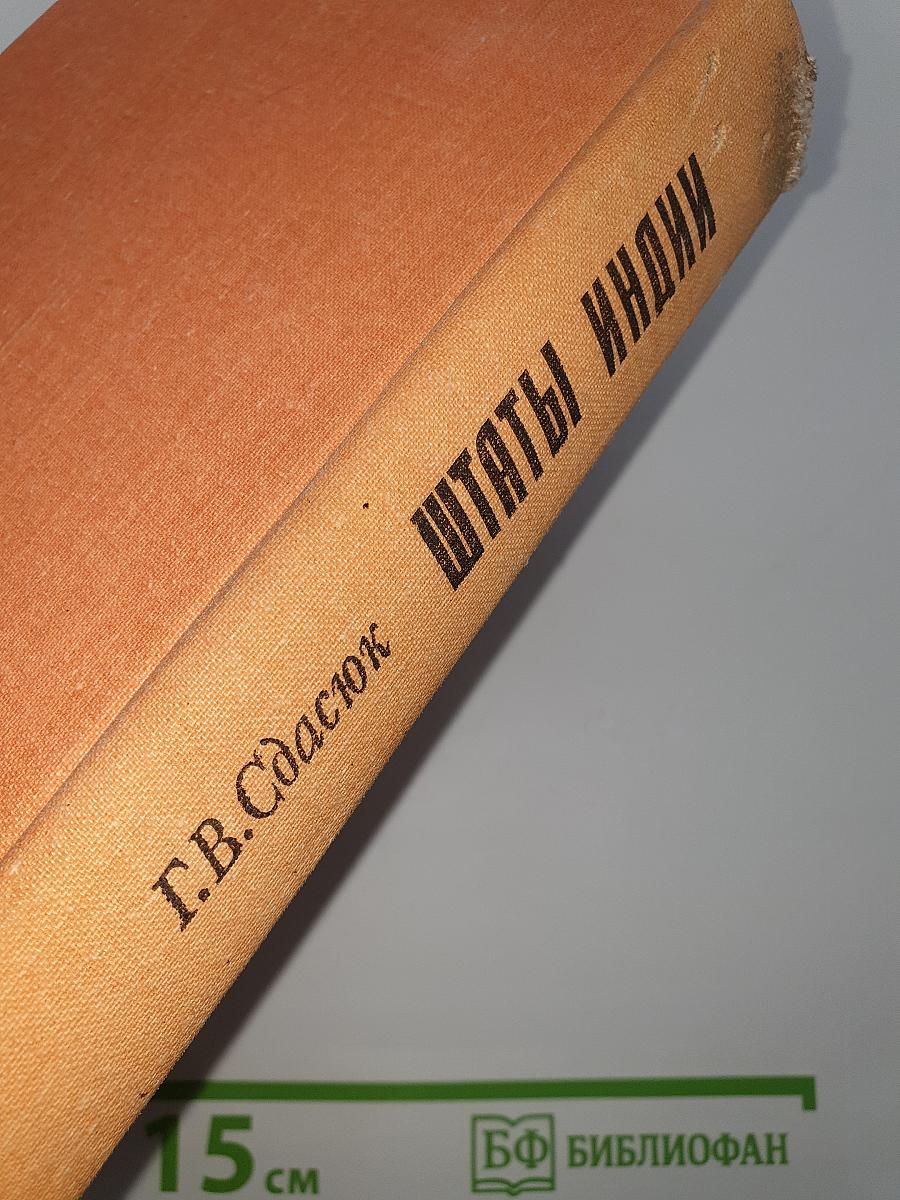 Г.В.Сдасюк ШТАТЫ ИНДИИ
15 см
БФ БИБЛИОФАН